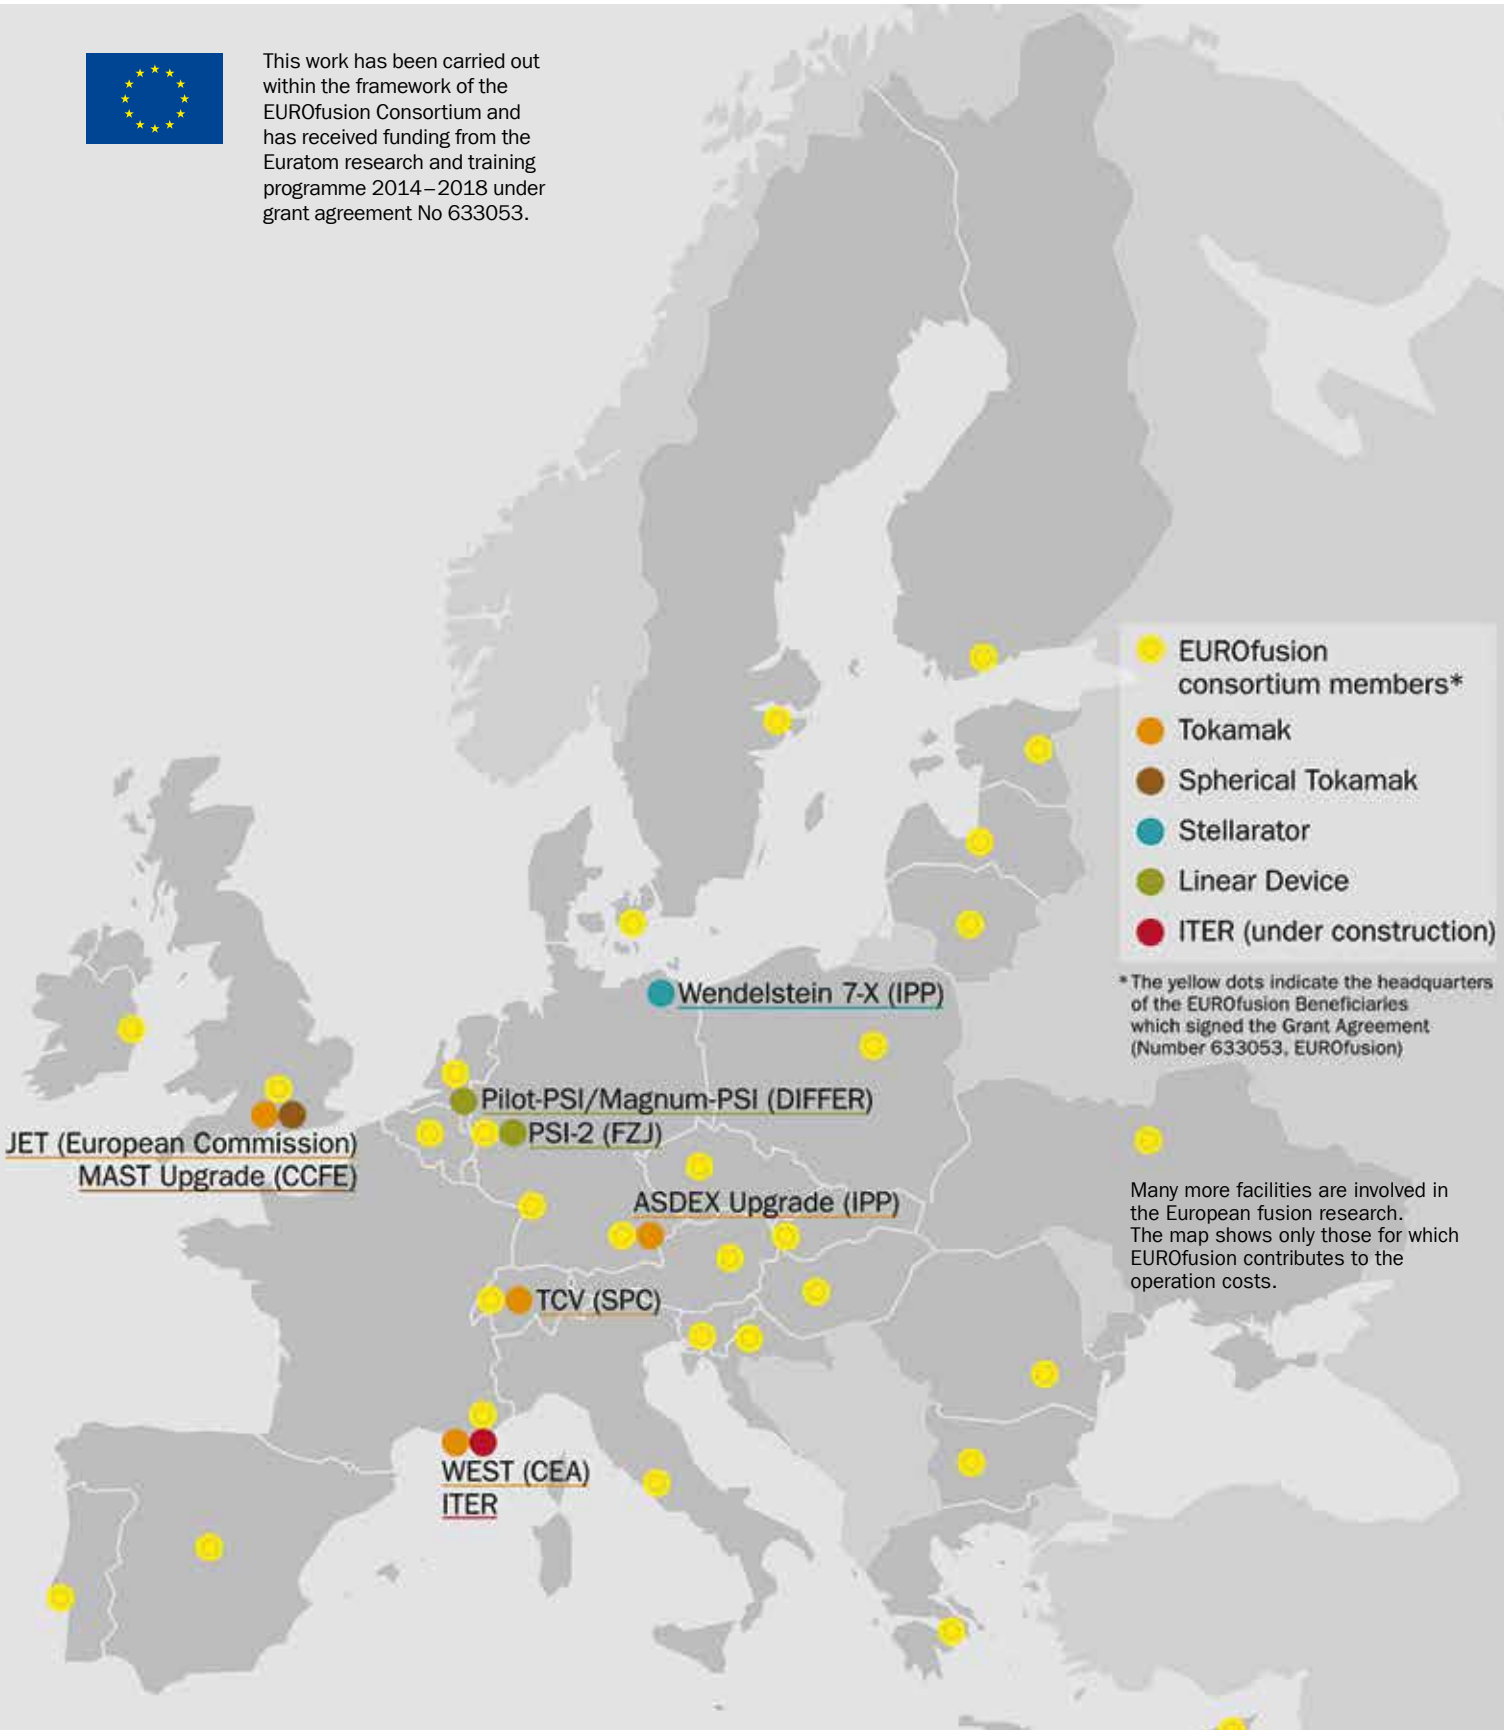 This work has been carried out
within the framework of the
EUROfusion Consortium and
has received funding from the
Euratom research and training
programme 2014–2018 under
grant agreement No 633053.
EUROfusion
consortium members*
Tokamak
Spherical Tokamak
Stellarator
Linear Device
ITER (under construction)
* The yellow dots indicate the headquarters
of the EUROfusion Beneficiaries
which signed the Grant Agreement
(Number 633053, EUROfusion)
Wendelstein 7-X (IPP)
Pilot-PSI/Magnum-PSI (DIFFER)
PSI-2 (FZJ)
JET (European Commission)
MAST Upgrade (CCFE)
ASDEX Upgrade (IPP)
TCV (SPC)
WEST (CEA)
ITER
Many more facilities are involved in
the European fusion research.
The map shows only those for which
EUROfusion contributes to the
operation costs.